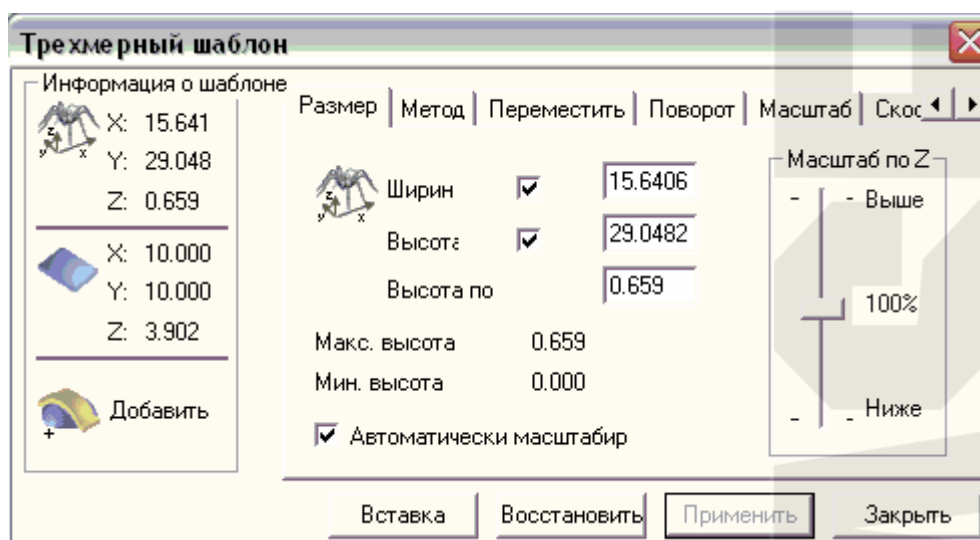 Трехмерный шаблон
Информация о шаблоне
X: 15.641
Y: 29.048
Z: 0.659
X: 10.000
Y: 10.000
Z: 3.902
Добавить
Размер Метод Переместить Поворот Масштаб Скос
Ширин 15.6406
Высота 29.0482
Высота по 0.659
Макс. высота 0.659
Мин. высота 0.000
Автоматически масштабир
Масштаб по Z
Выше
100%
Ниже
Вставка Восстановить Применить Закрыть